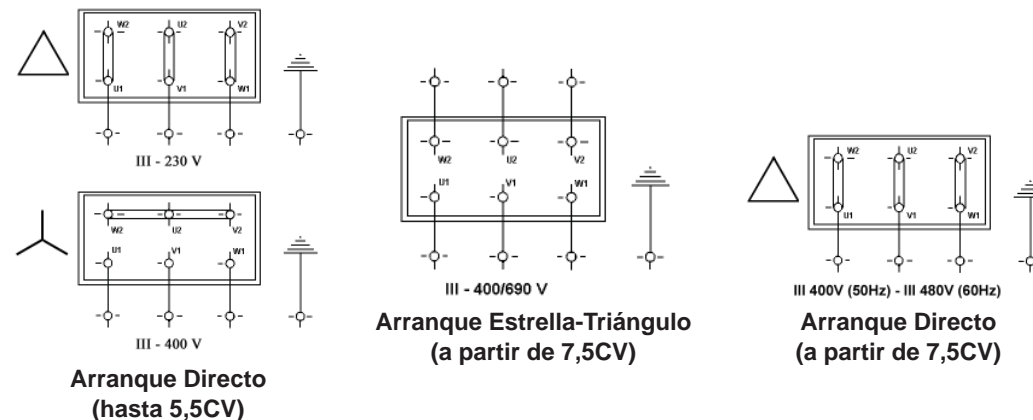 W2 U2 V2
U1 V1 W1
III - 230 V
W2 U2 V2
U1 V1 W1
III - 400 V
Arranque Directo
(hasta 5,5CV)
W2 U2 V2
U1 V1 W1
III - 400/690 V
Arranque Estrella-Triángulo
(a partir de 7,5CV)
W2 U2 V2
U1 V1 W1
III 400V (50Hz) - III 480V (60Hz)
Arranque Directo
(a partir de 7,5CV)